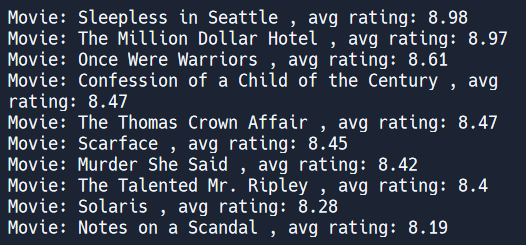 Movie: Sleepless in Seattle , avg rating: 8.98
Movie: The Million Dollar Hotel , avg rating: 8.97
Movie: Once Were Warriors , avg rating: 8.61
Movie: Confession of a Child of the Century , avg
rating: 8.47
Movie: The Thomas Crown Affair , avg rating: 8.47
Movie: Scarface , avg rating: 8.45
Movie: Murder She Said , avg rating: 8.42
Movie: The Talented Mr. Ripley , avg rating: 8.4
Movie: Solaris , avg rating: 8.28
Movie: Notes on a Scandal , avg rating: 8.19